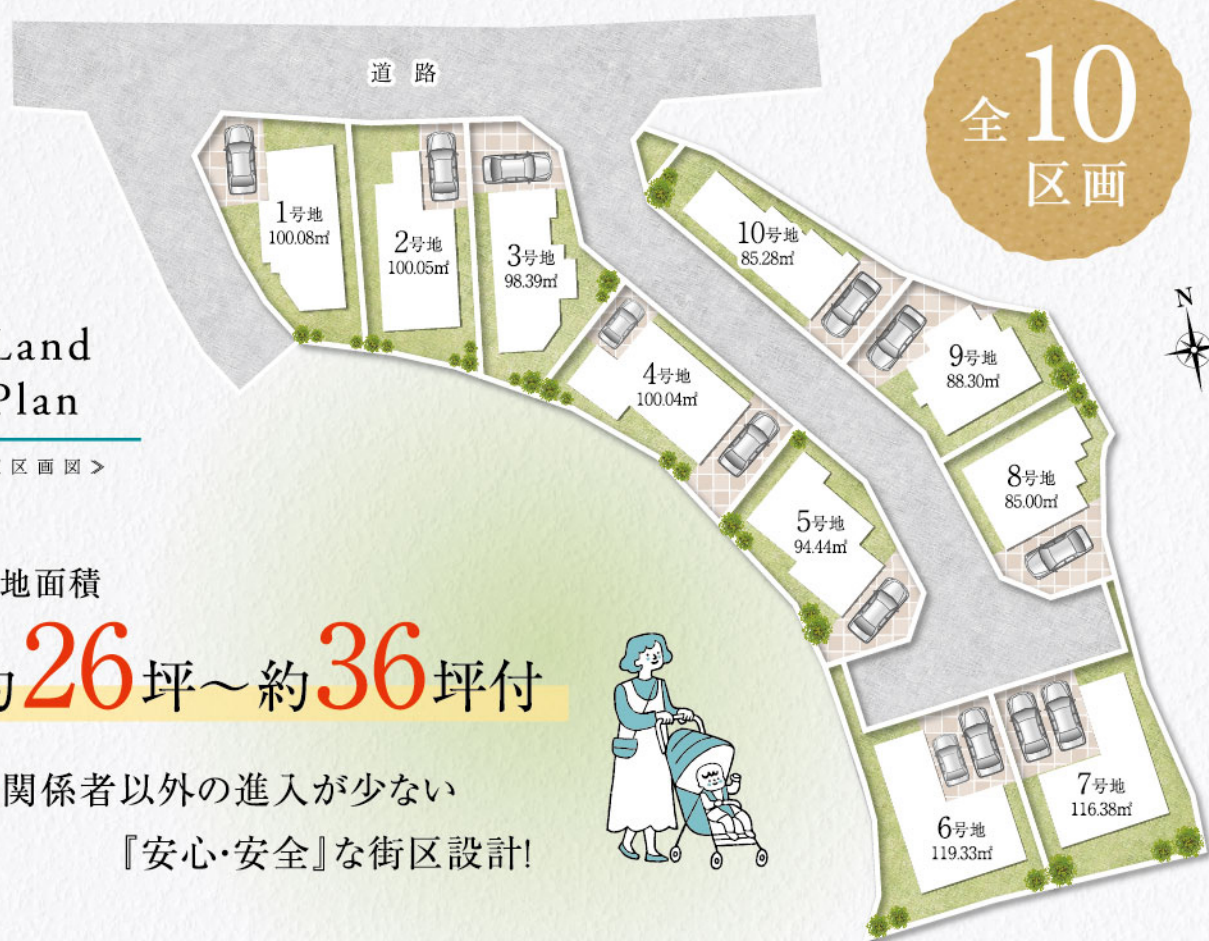 道路
全10
区画
1号地
100.08㎡
2号地
100.05㎡
3号地
98.39㎡
10号地
85.28㎡
N
4号地
100.04㎡
9号地
88.30㎡
Land
Plan
区画図≫
8号地
85.00㎡
5号地
94.44㎡
地面積
約26坪～約36坪付
関係者以外の進入が少ない
『安心・安全』な街区設計!
6号地
119.33㎡
7号地
116.38㎡